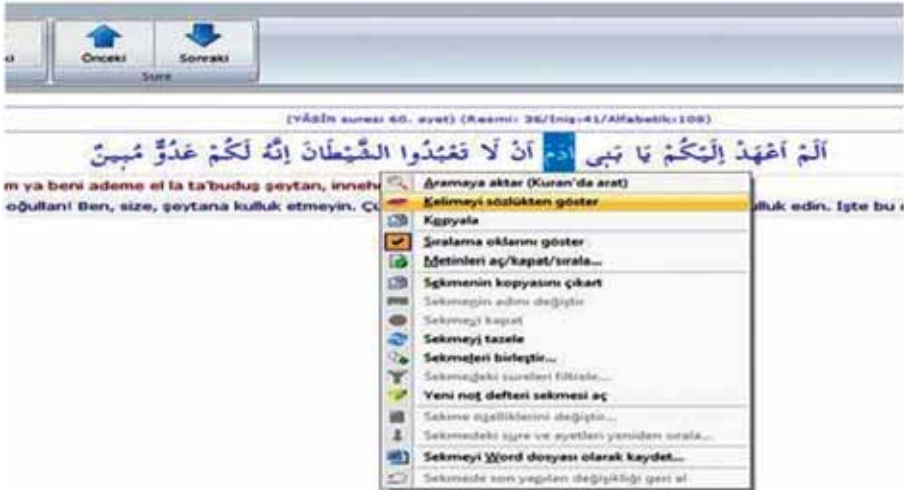 Önceki Sonraki
Sure
(YÂSÎN suresi 60. ayet) (Resmi: 36/İniş:41/Alfabetik:108)
اَلَمْ اَعْهَدْ اِلَيْكُمْ يَا بَنِى اٰدَمَ اَنْ لَا تَعْبُدُوا الشَّيْطَانَ اِنَّهُ لَكُمْ عَدُوٌّ مُبِينٌ
m ya beni ademe el la ta'buduş şeytan, inneh
oğulları! Ben, size, şeytana kulluk etmeyin. Çü
lluk edin. İşte bu
Aramaya aktar (Kuran'da arat)
Kelimeyi sözlükten göster
Kopyala
Sıralama oklarını göster
Metinleri aç/kapat/sırala...
Sekmenin kopyasını çıkart
Sekmenin adını değiştir
Sekmeyi kapat
Sekmeyi tazele
Sekmeleri birleştir...
Sekmedeki sureleri filtrele...
Yeni not defteri sekmesi aç
Sekme özelliklerini değiştir...
Sekmedeki sure ve ayetleri yeniden sırala...
Sekmeyi Word dosyası olarak kaydet...
Sekmede son yapılan değişikliği geri al